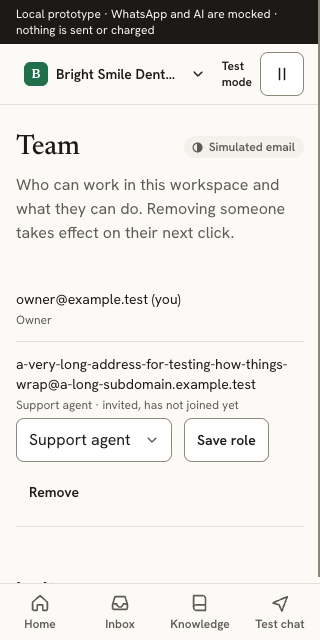 Local prototype · WhatsApp and AI are mocked ·
nothing is sent or charged
B Bright Smile Dent...
Test
mode
Team
Simulated email
Who can work in this workspace and
what they can do. Removing someone
takes effect on their next click.
owner@example.test (you)
Owner
a-very-long-address-for-testing-how-things-
wrap@a-long-subdomain.example.test
Support agent · invited, has not joined yet
Support agent
Save role
Remove
Home
Inbox
Knowledge
Test chat